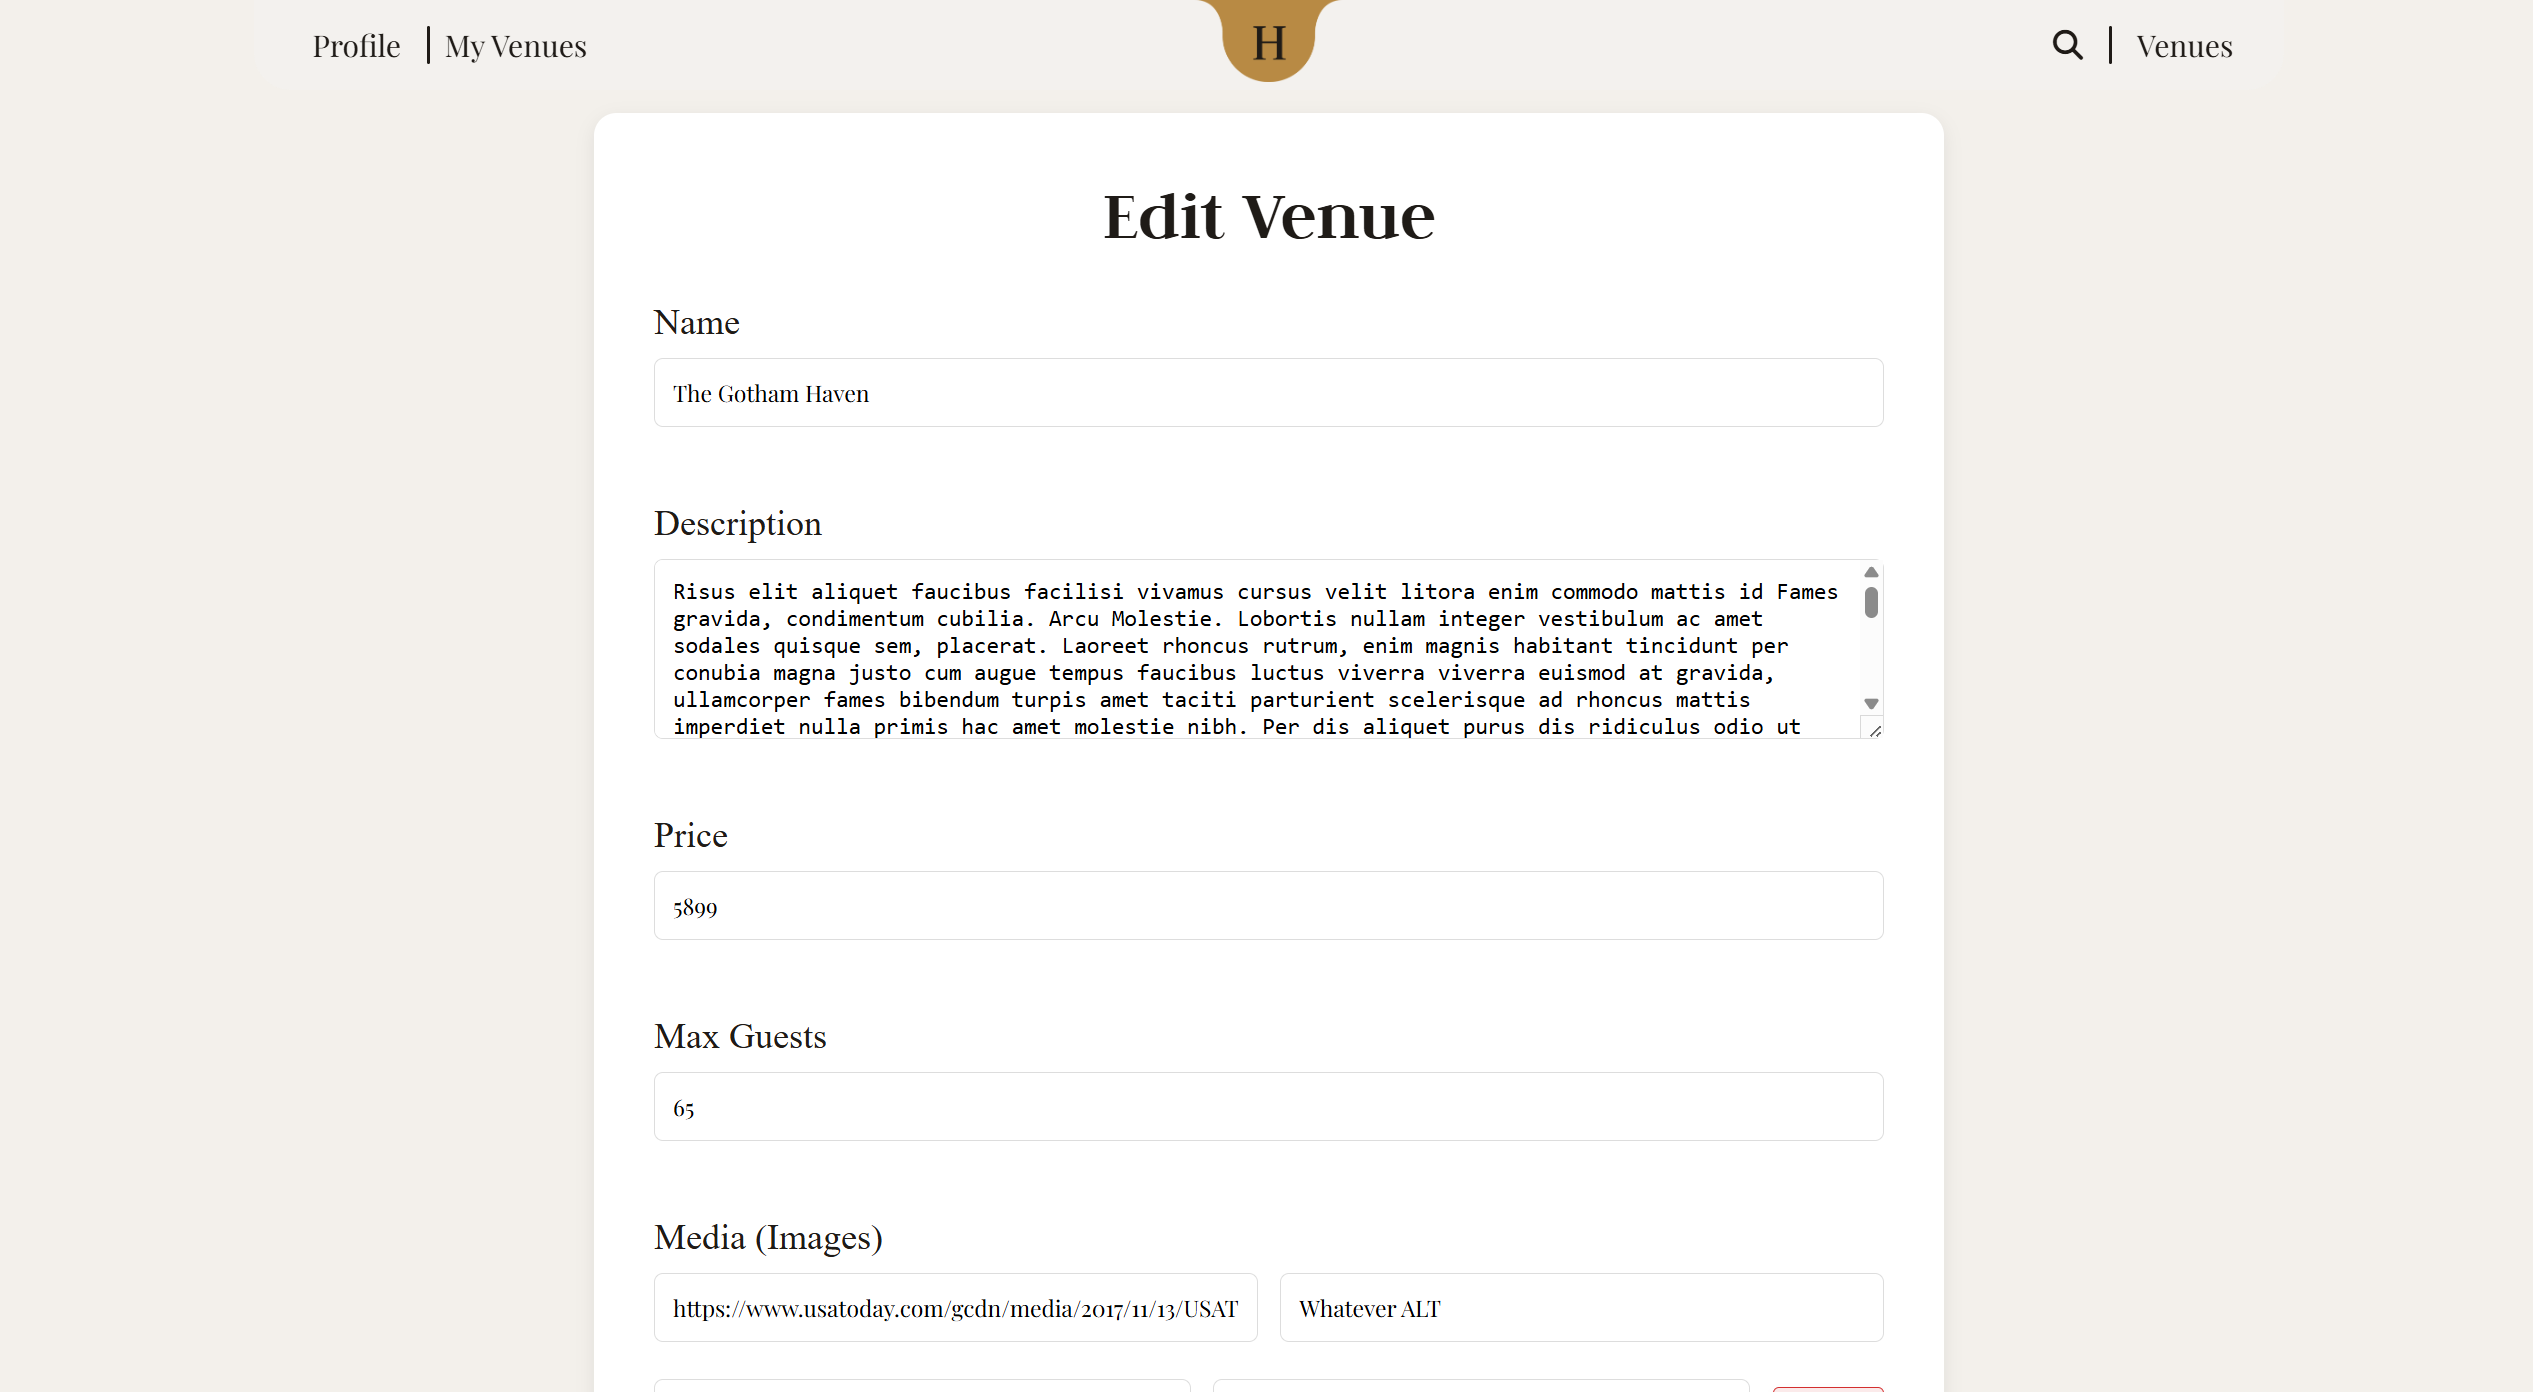 Profile | My Venues
H
Venues
Edit Venue
Name
The Gotham Haven
Description
Risus elit aliquet faucibus facilisi vivamus cursus velit litora enim commodo mattis id Fames
gravida, condimentum cubilia. Arcu Molestie. Lobortis nullam integer vestibulum ac amet
sodales quisque sem, placerat. Laoreet rhoncus rutrum, enim magnis habitant tincidunt per
conubia magna justo cum augue tempus faucibus luctus viverra viverra euismod at gravida,
ullamcorper fames bibendum turpis amet taciti parturient scelerisque ad rhoncus mattis
imperdiet nulla primis hac amet molestie nibh. Per dis aliquet purus dis ridiculus odio ut
Price
5899
Max Guests
65
Media (Images)
https://www.usatoday.com/gcdn/media/2017/11/13/USAT
Whatever ALT